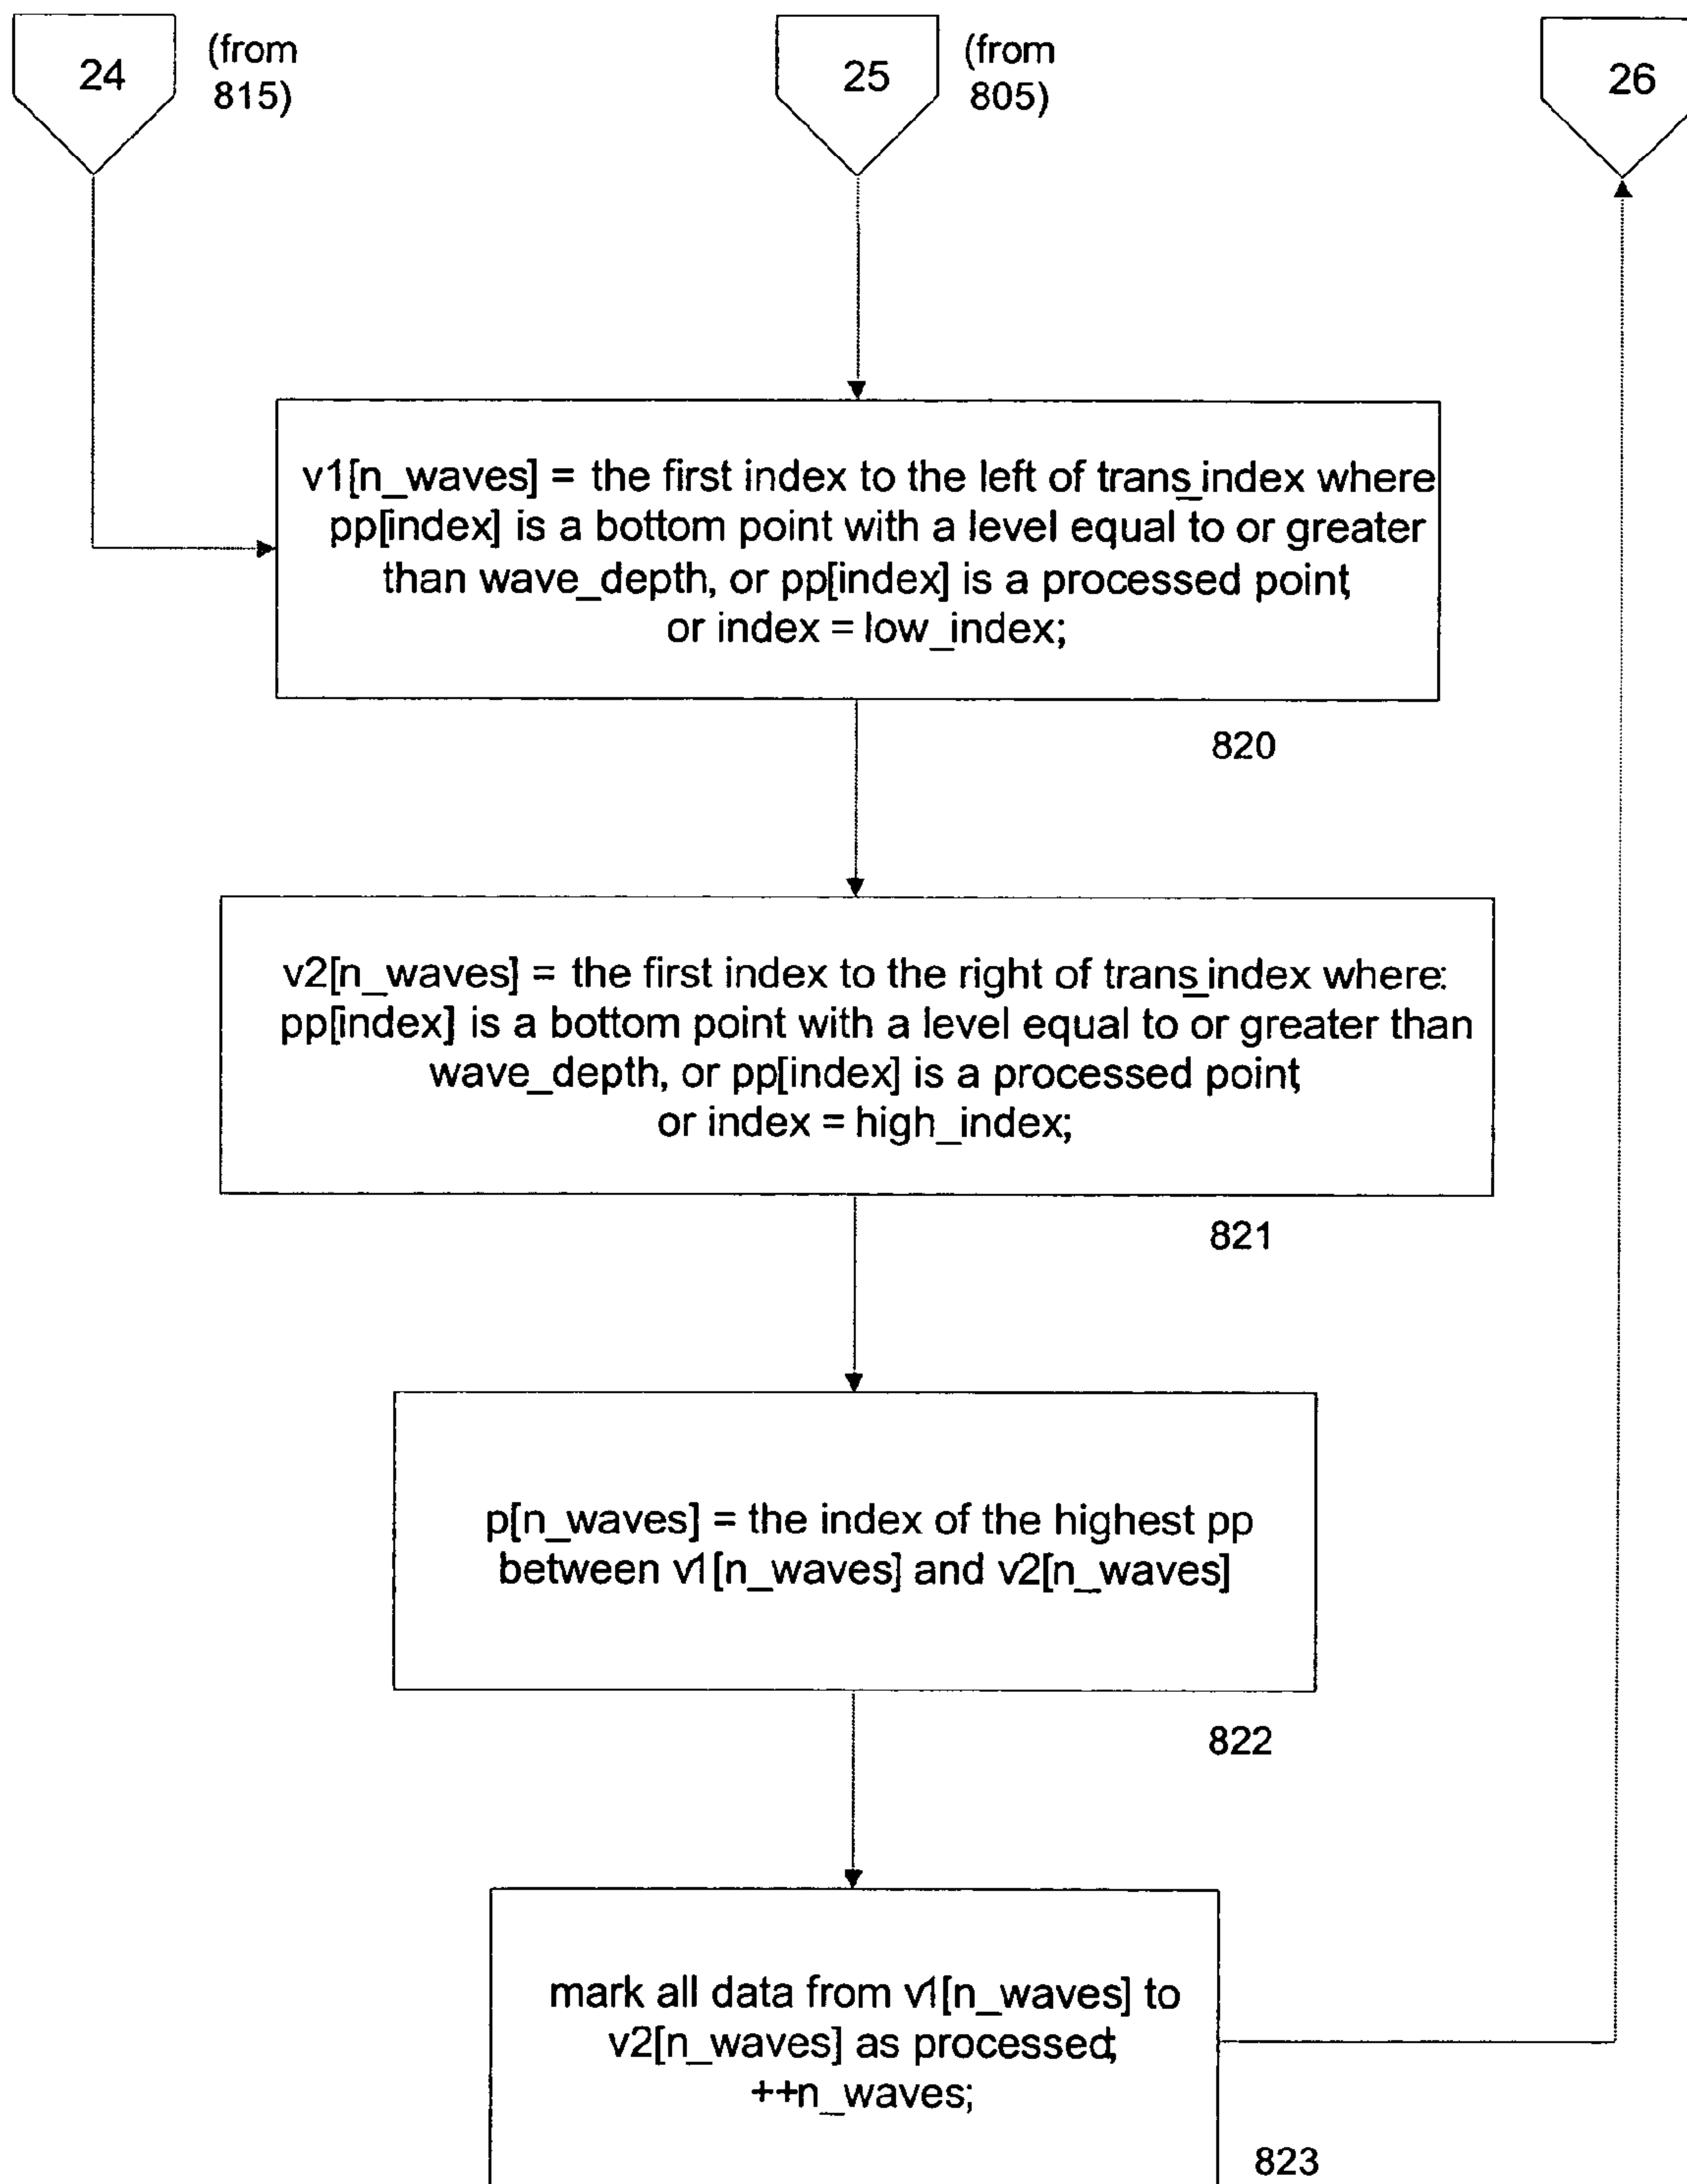 24
(from
815)
25
(from
805)
26
v1[n_waves] = the first index to the left of trans_index where
pp[index] is a bottom point with a level equal to or greater
than wave_depth, or pp[index] is a processed point,
or index = low_index;
820
v2[n_waves] = the first index to the right of trans_index where:
pp[index] is a bottom point with a level equal to or greater than
wave_depth, or pp[index] is a processed point,
or index = high_index;
821
p[n_waves] = the index of the highest pp
between v1[n_waves] and v2[n_waves]
822
mark all data from v1[n_waves] to
v2[n_waves] as processed;
++n_waves;
823